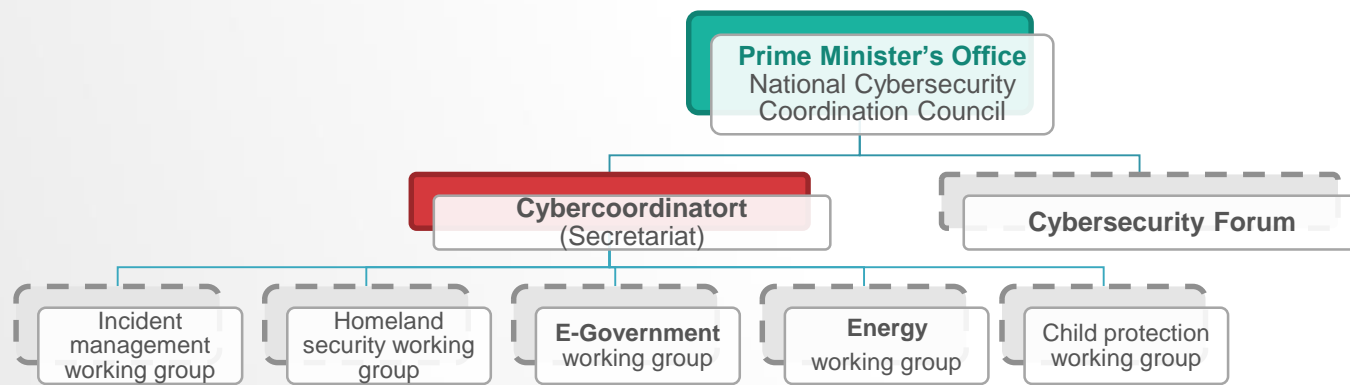 Prime Minister’s Office
National Cybersecurity
Coordination Council
Cybercoordinatort
(Secretariat)
Cybersecurity Forum
Incident
management
working group
Homeland
security working
group
E-Government
working group
Energy
working group
Child protection
working group